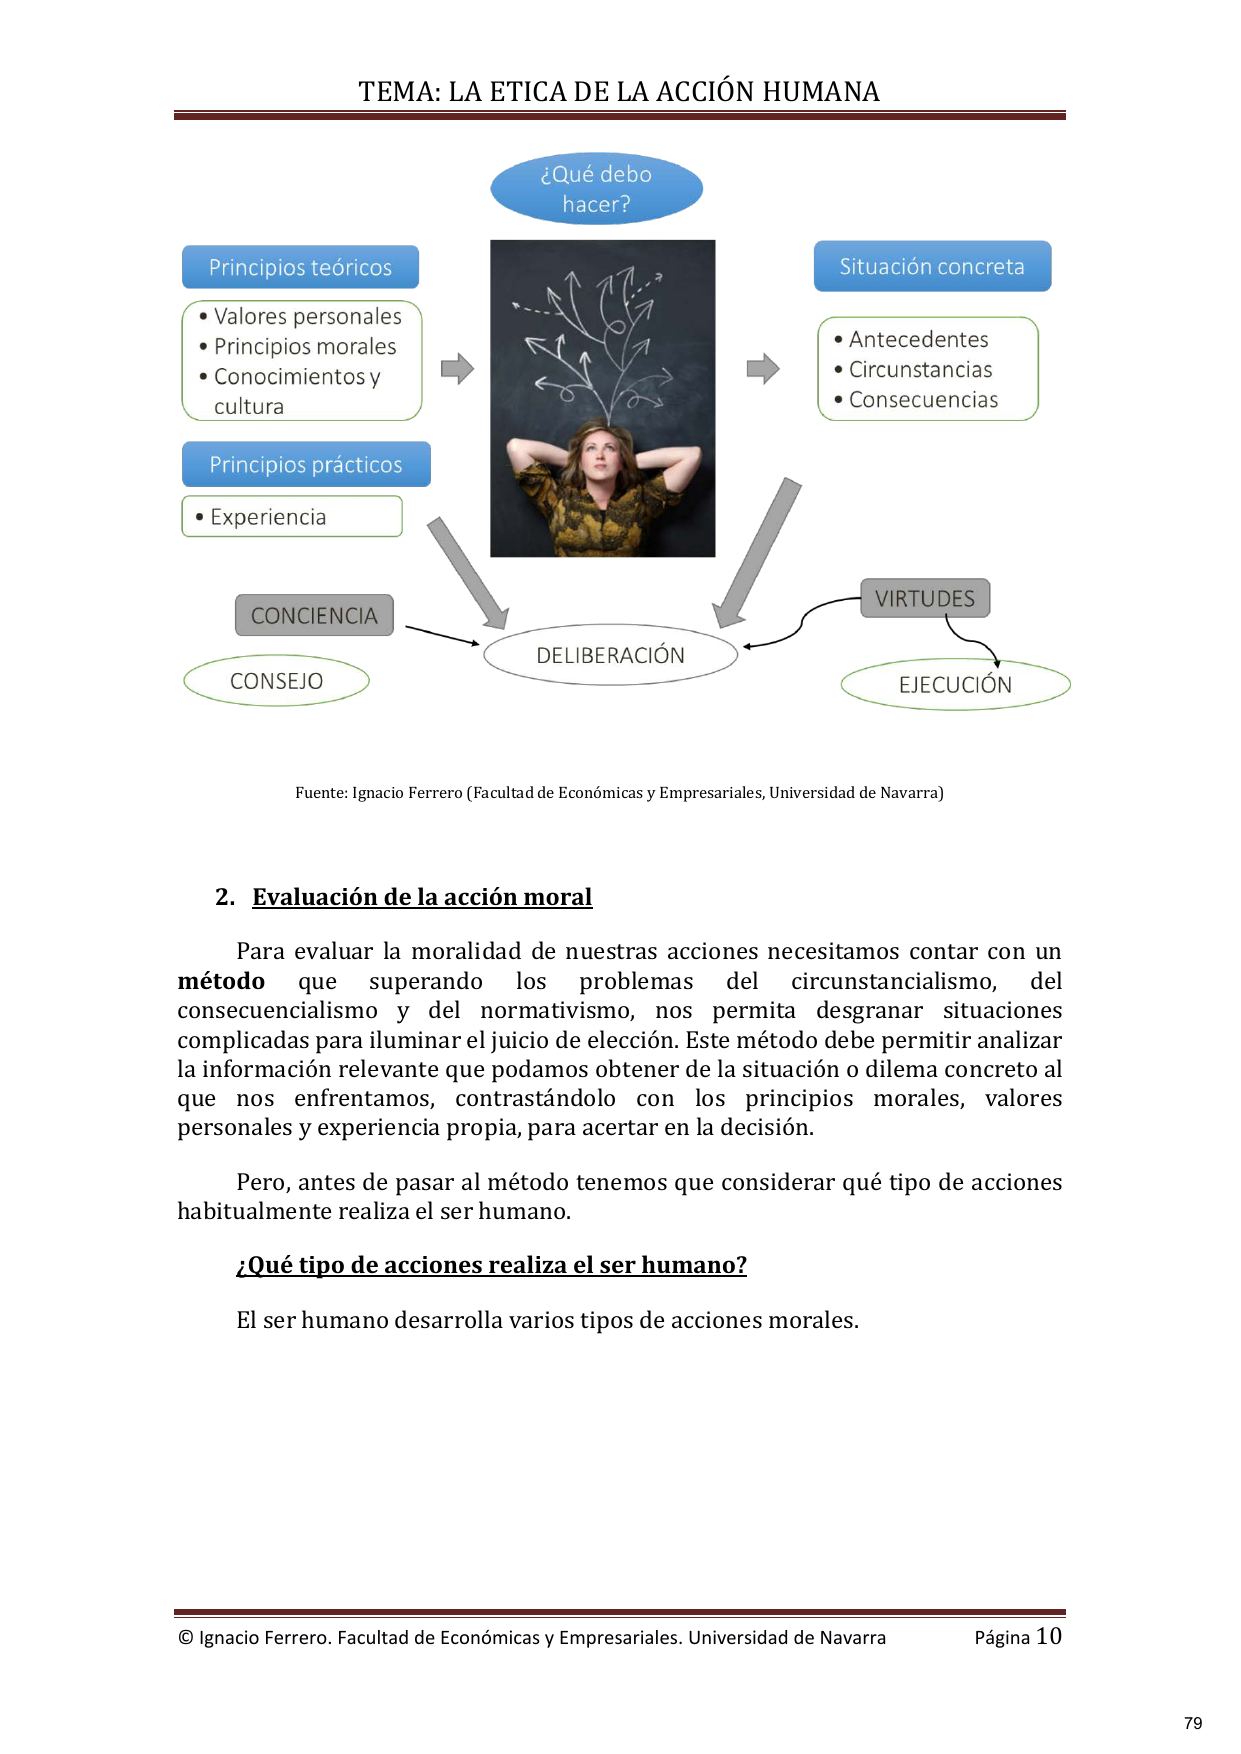 TEMA: LA ETICA DE LA ACCIÓN HUMANA
¿Qué debo
hacer?
Principios teóricos
• Valores personales
• Principios morales
• Conocimientos y
cultura
Principios prácticos
• Experiencia
Situación concreta
• Antecedentes
• Circunstancias
• Consecuencias
CONCIENCIA
CONSEJO
DELIBERACIÓN
VIRTUDES
EJECUCIÓN
Fuente: Ignacio Ferrero (Facultad de Económicas y Empresariales, Universidad de Navarra)
2. Evaluación de la acción moral
Para evaluar la moralidad de nuestras acciones necesitamos contar con un
método que superando los problemas del circunstancialismo, del
consecuencialismo y del normativismo, nos permita desgranar situaciones
complicadas para iluminar el juicio de elección. Este método debe permitir analizar
la información relevante que podamos obtener de la situación o dilema concreto al
que nos enfrentamos, contrastándolo con los principios morales, valores
personales y experiencia propia, para acertar en la decisión.
Pero, antes de pasar al método tenemos que considerar qué tipo de acciones
habitualmente realiza el ser humano.
¿Qué tipo de acciones realiza el ser humano?
El ser humano desarrolla varios tipos de acciones morales.
© Ignacio Ferrero. Facultad de Económicas y Empresariales. Universidad de Navarra Página 10
79